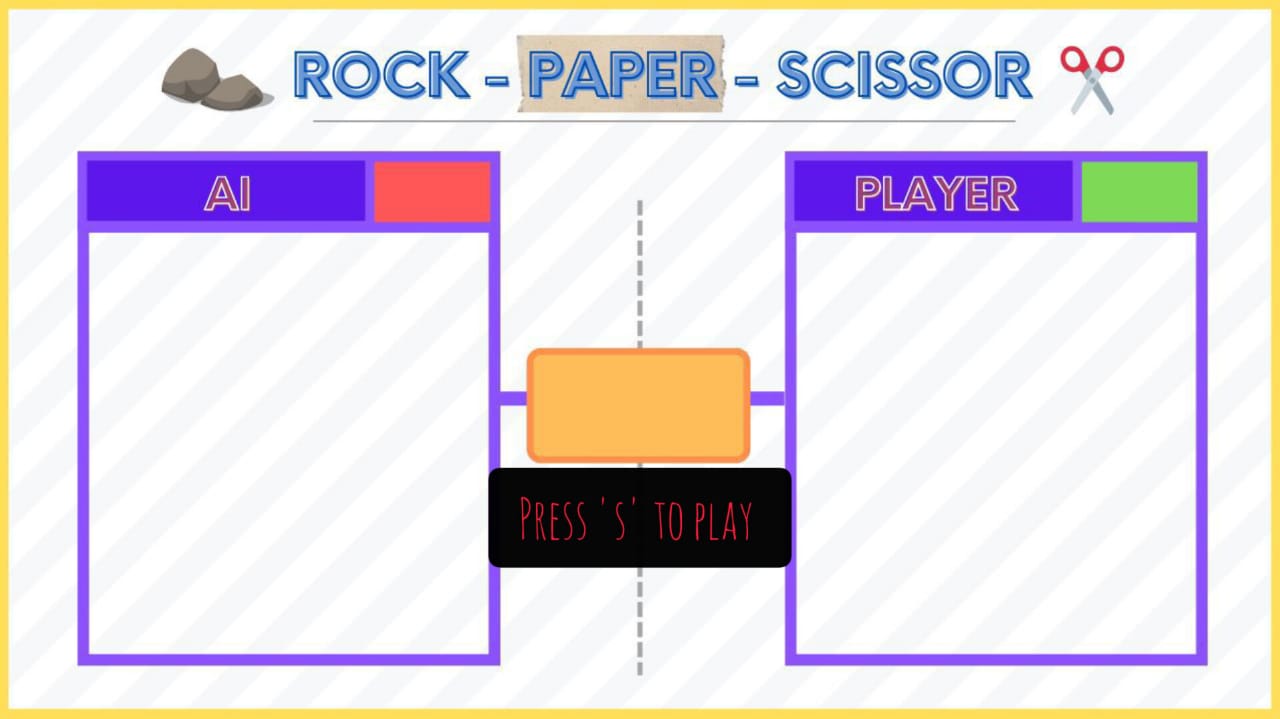 ROCK - PAPER - SCISSOR
AI
PLAYER
PRESS 'S' TO PLAY